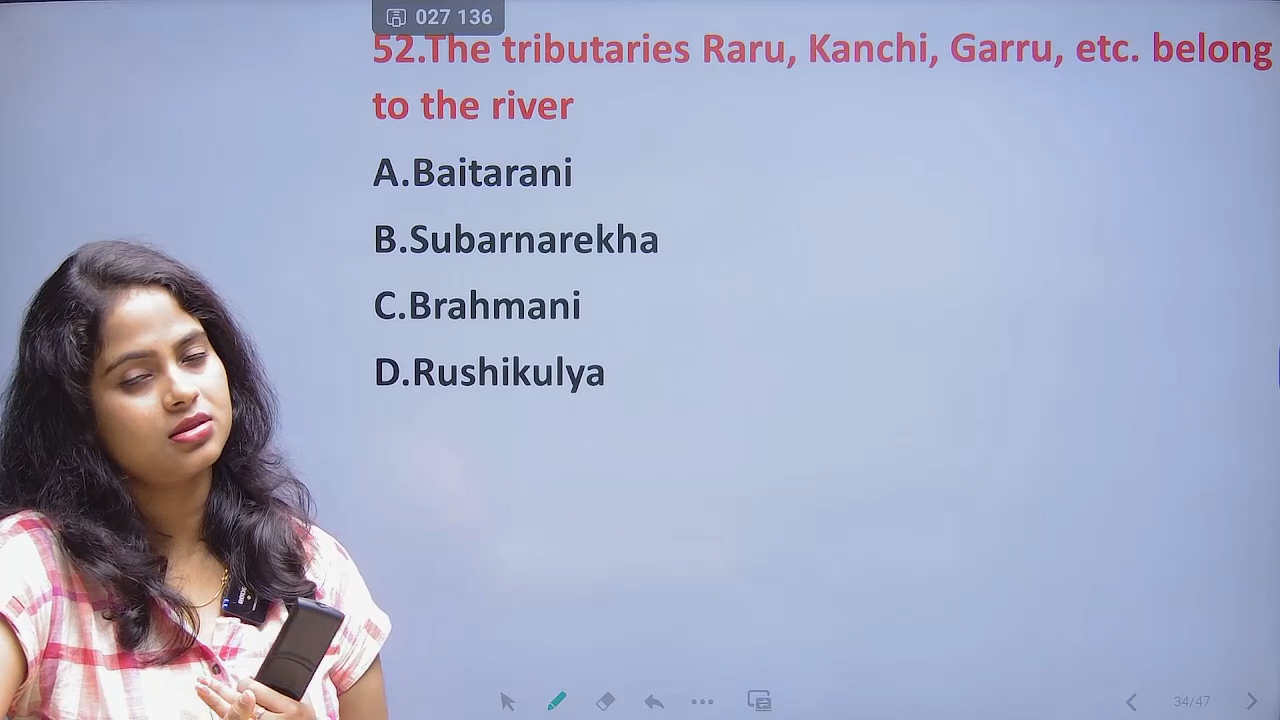 027 136
52.The tributaries Raru, Kanchi, Garru, etc. belong
to the river
A.Baitarani
B.Subarnarekha
C.Brahmani
D.Rushikulya
34/47